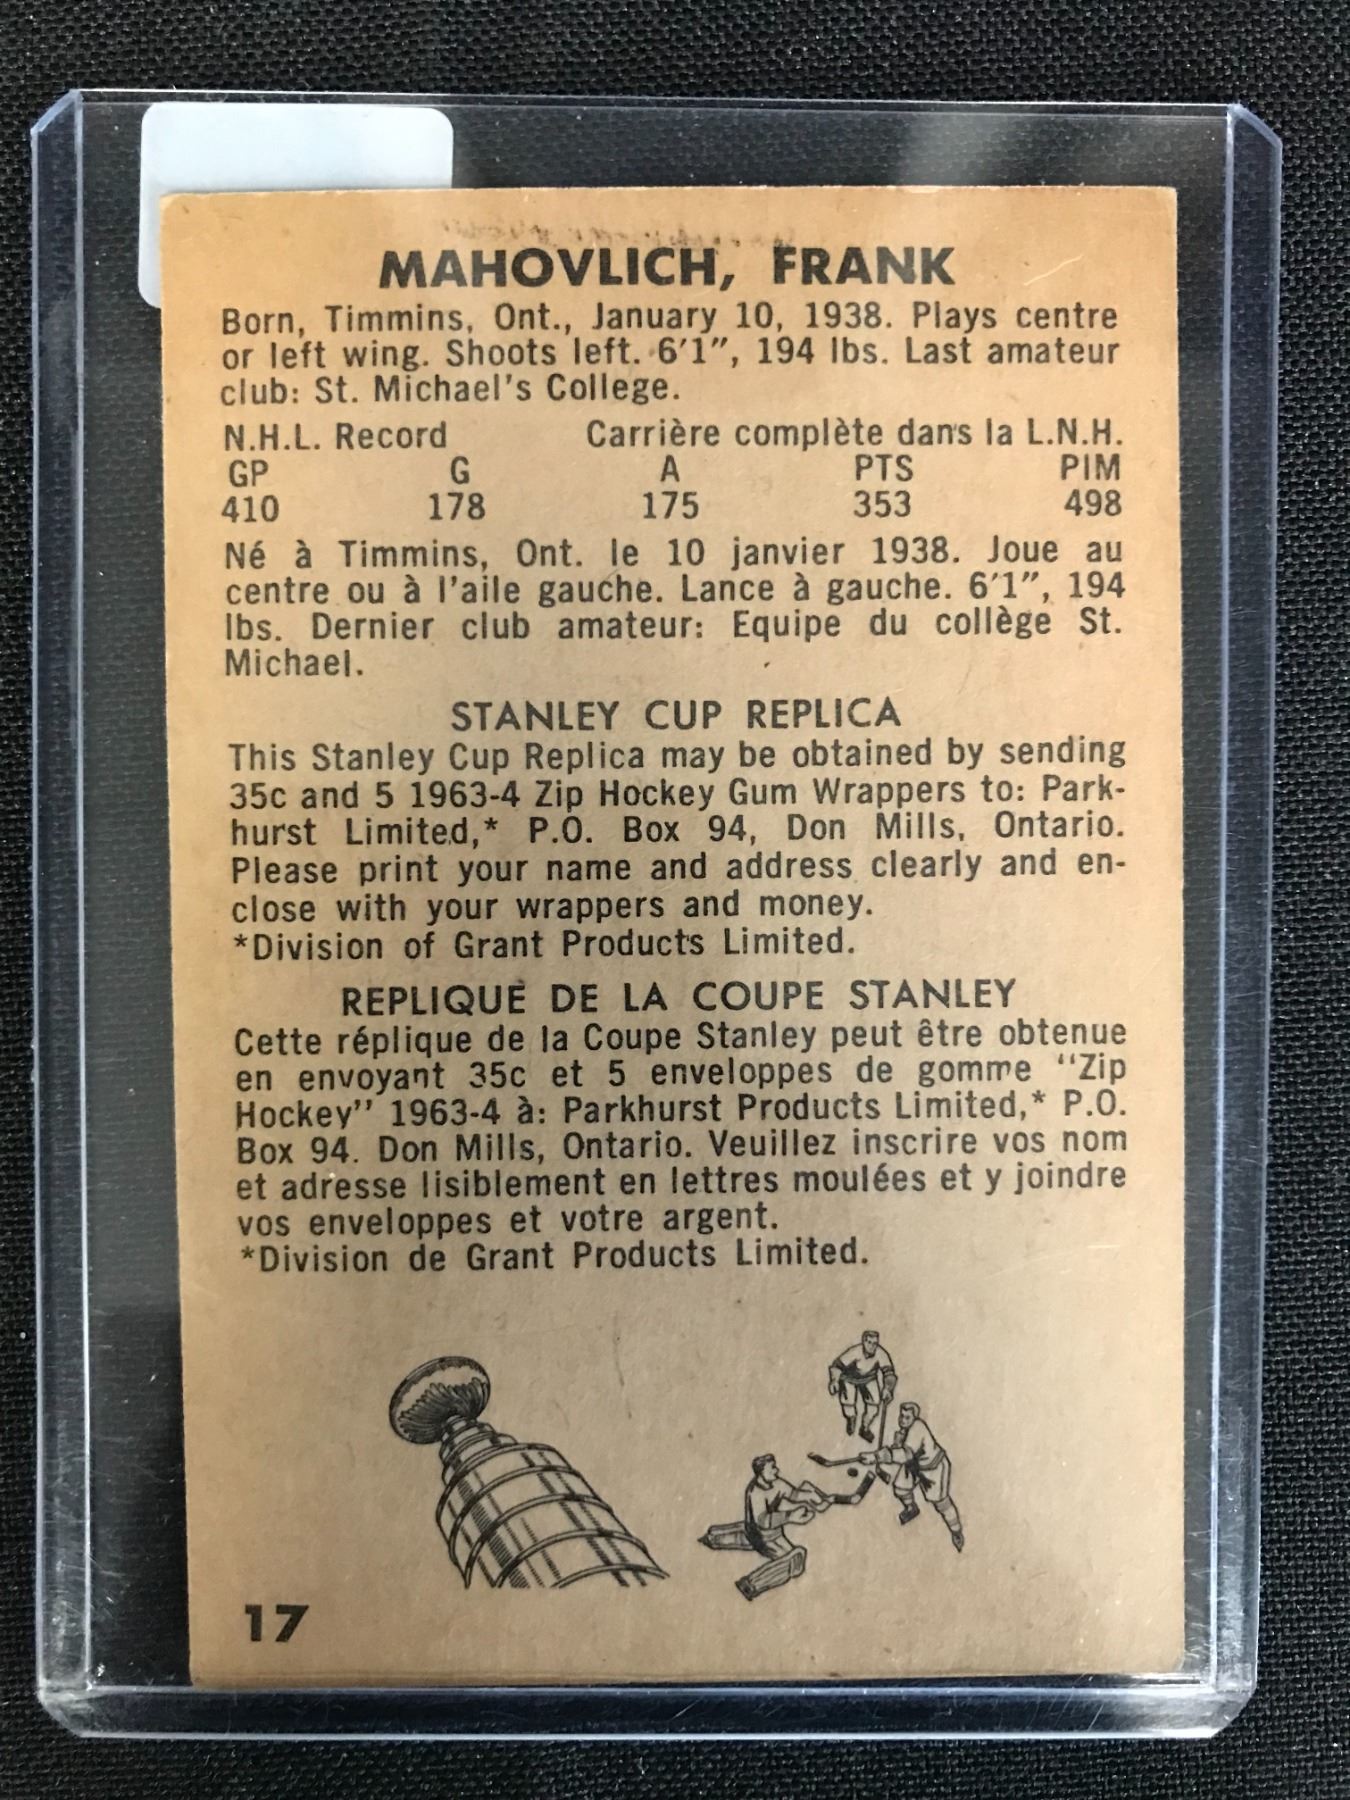 MAHOVLICH, FRANK
Born, Timmins, Ont., January 10, 1938. Plays centre
or left wing. Shoots left. 6'1", 194 lbs. Last amateur
club: St. Michael's College.
N.H.L. Record Carrière complète dans la L.N.H.
GP G A PTS PIM
410 178 175 353 498
Né à Timmins, Ont. le 10 janvier 1938. Joue au
centre ou à l'aile gauche. Lance à gauche. 6'1", 194
lbs. Dernier club amateur: Equipe du collège St.
Michael.
STANLEY CUP REPLICA
This Stanley Cup Replica may be obtained by sending
35c and 5 1963-4 Zip Hockey Gum Wrappers to: Park-
hurst Limited,* P.O. Box 94, Don Mills, Ontario.
Please print your name and address clearly and en-
close with your wrappers and money.
*Division of Grant Products Limited.
REPLIQUE DE LA COUPE STANLEY
Cette réplique de la Coupe Stanley peut être obtenue
en envoyant 35c et 5 enveloppes de gomme "Zip
Hockey" 1963-4 à: Parkhurst Products Limited,* P.O.
Box 94. Don Mills, Ontario. Veuillez inscrire vos nom
et adresse lisiblement en lettres moulées et y joindre
vos enveloppes et votre argent.
*Division de Grant Products Limited.
17